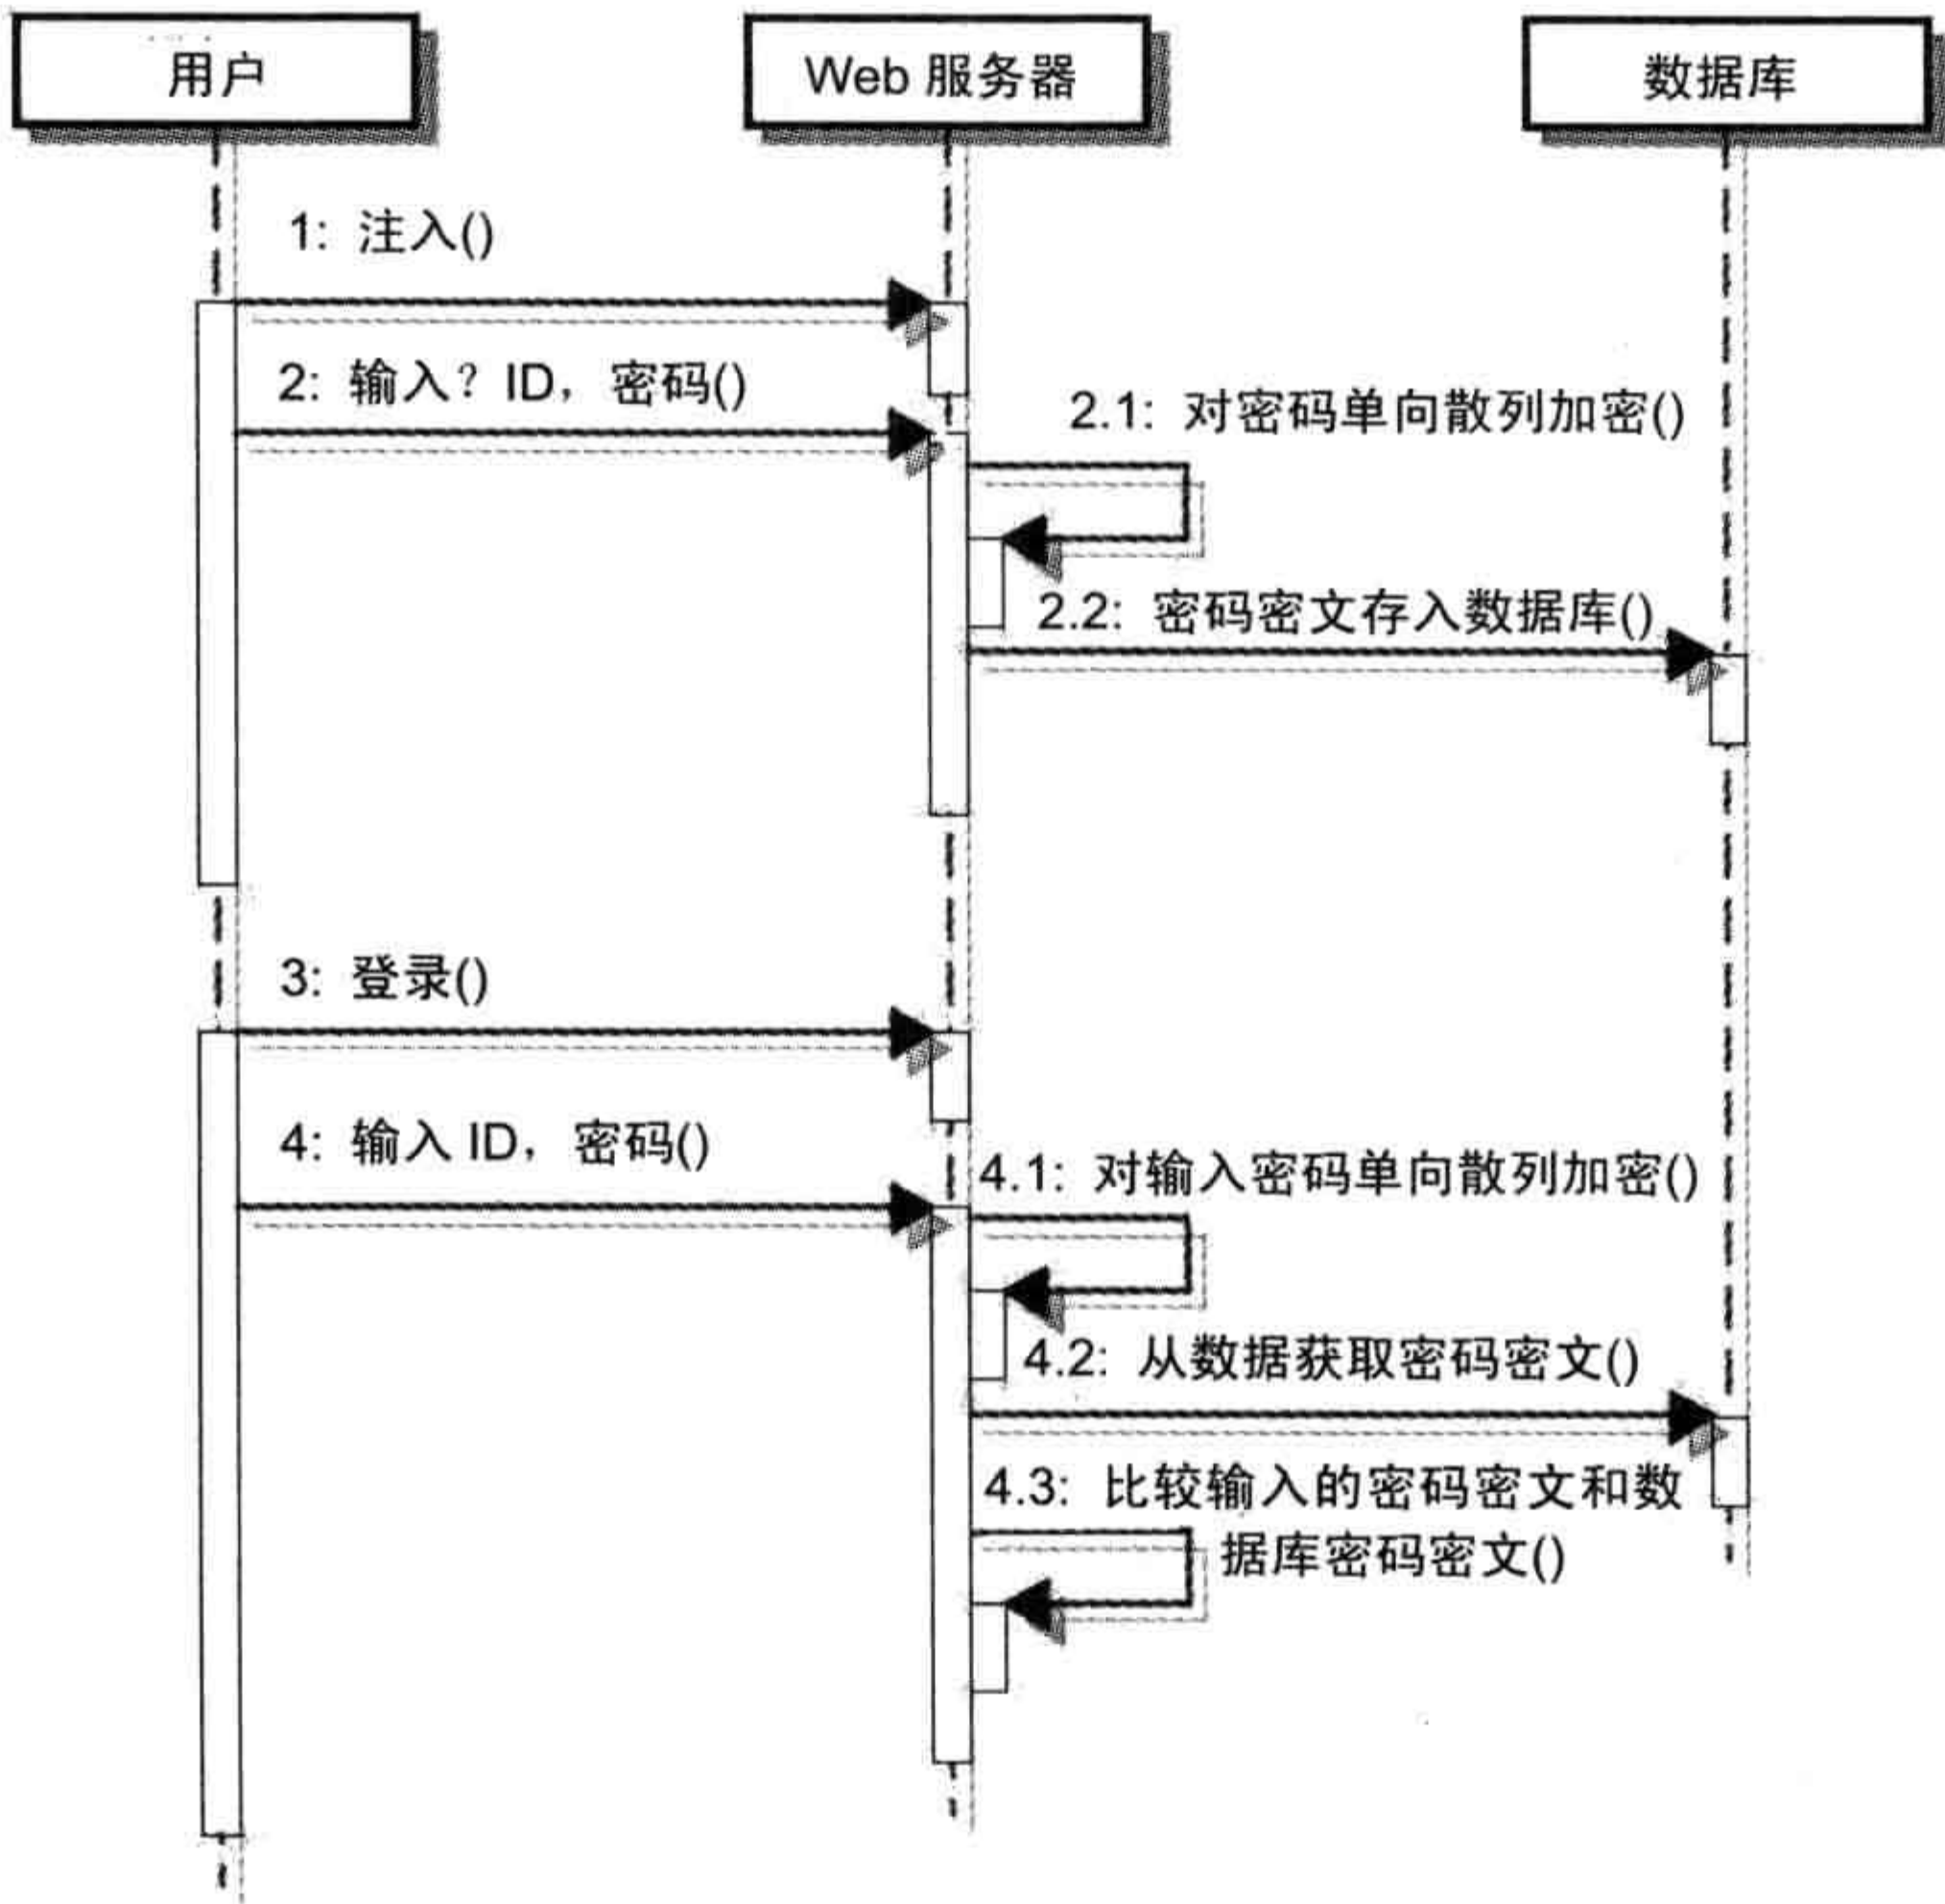 用户
Web 服务器
数据库
1: 注入()
2: 输入? ID，密码()
2.1: 对密码单向散列加密()
2.2: 密码密文存入数据库()
3: 登录()
4: 输入 ID，密码()
4.1: 对输入密码单向散列加密()
4.2: 从数据获取密码密文()
4.3: 比较输入的密码密文和数
据库密码密文()